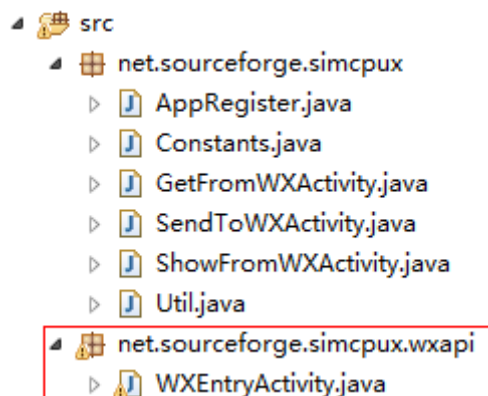 src
net.sourceforge.simcpux
AppRegister.java
Constants.java
GetFromWXActivity.java
SendToWXActivity.java
ShowFromWXActivity.java
Util.java
net.sourceforge.simcpux.wxapi
WXEntryActivity.java